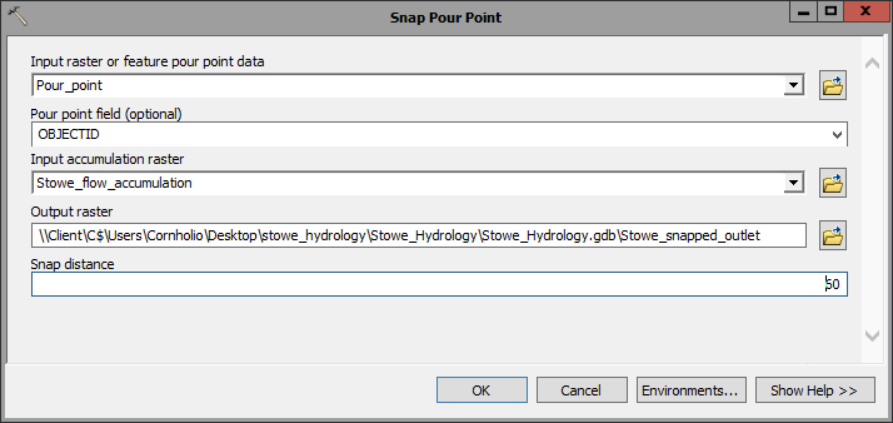 Snap Pour Point
Input raster or feature pour point data
Pour_point
Pour point field (optional)
OBJECTID
Input accumulation raster
Stowe_flow_accumulation
Output raster
\\Client\C$\Users\Cornholio\Desktop\stowe_hydrology\Stowe_Hydrology\Stowe_Hydrology.gdb\Stowe_snapped_outlet
Snap distance
60
OK Cancel Environments... Show Help >>